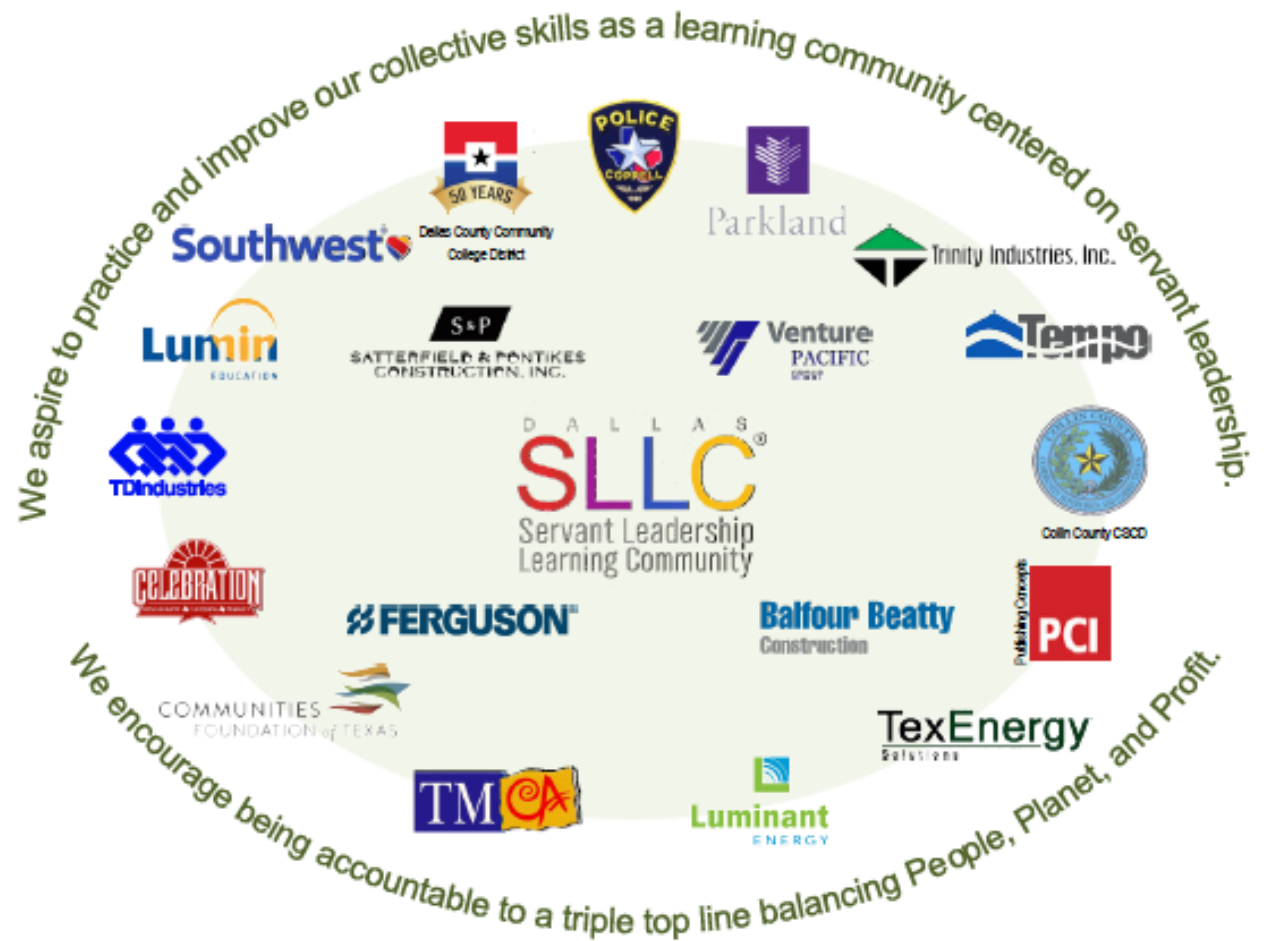 We aspire to practice and improve our collective skills as a learning community centered on servant leadership.
POLICE
COPPELL
50 YEARS
Dallas County Community
College District
Parkland
Southwest
Trinity Industries, Inc.
Lumin
EDUCATION
S&P
SATTERFIELD & PONTIKES
CONSTRUCTION, INC.
Venture
PACIFIC
GROUP
Tempo
TDIndustries
DALLAS
SLLC®
Servant Leadership
Learning Community
COLLIN COUNTY
Collin County CSCD
CELEBRATION
FERGUSON
Balfour Beatty
Construction
Publishing Concepts
PCI
COMMUNITIES
FOUNDATION of TEXAS
TexEnergy
Solutions
TMCA
Luminant
ENERGY
We encourage being accountable to a triple top line balancing People, Planet, and Profit.